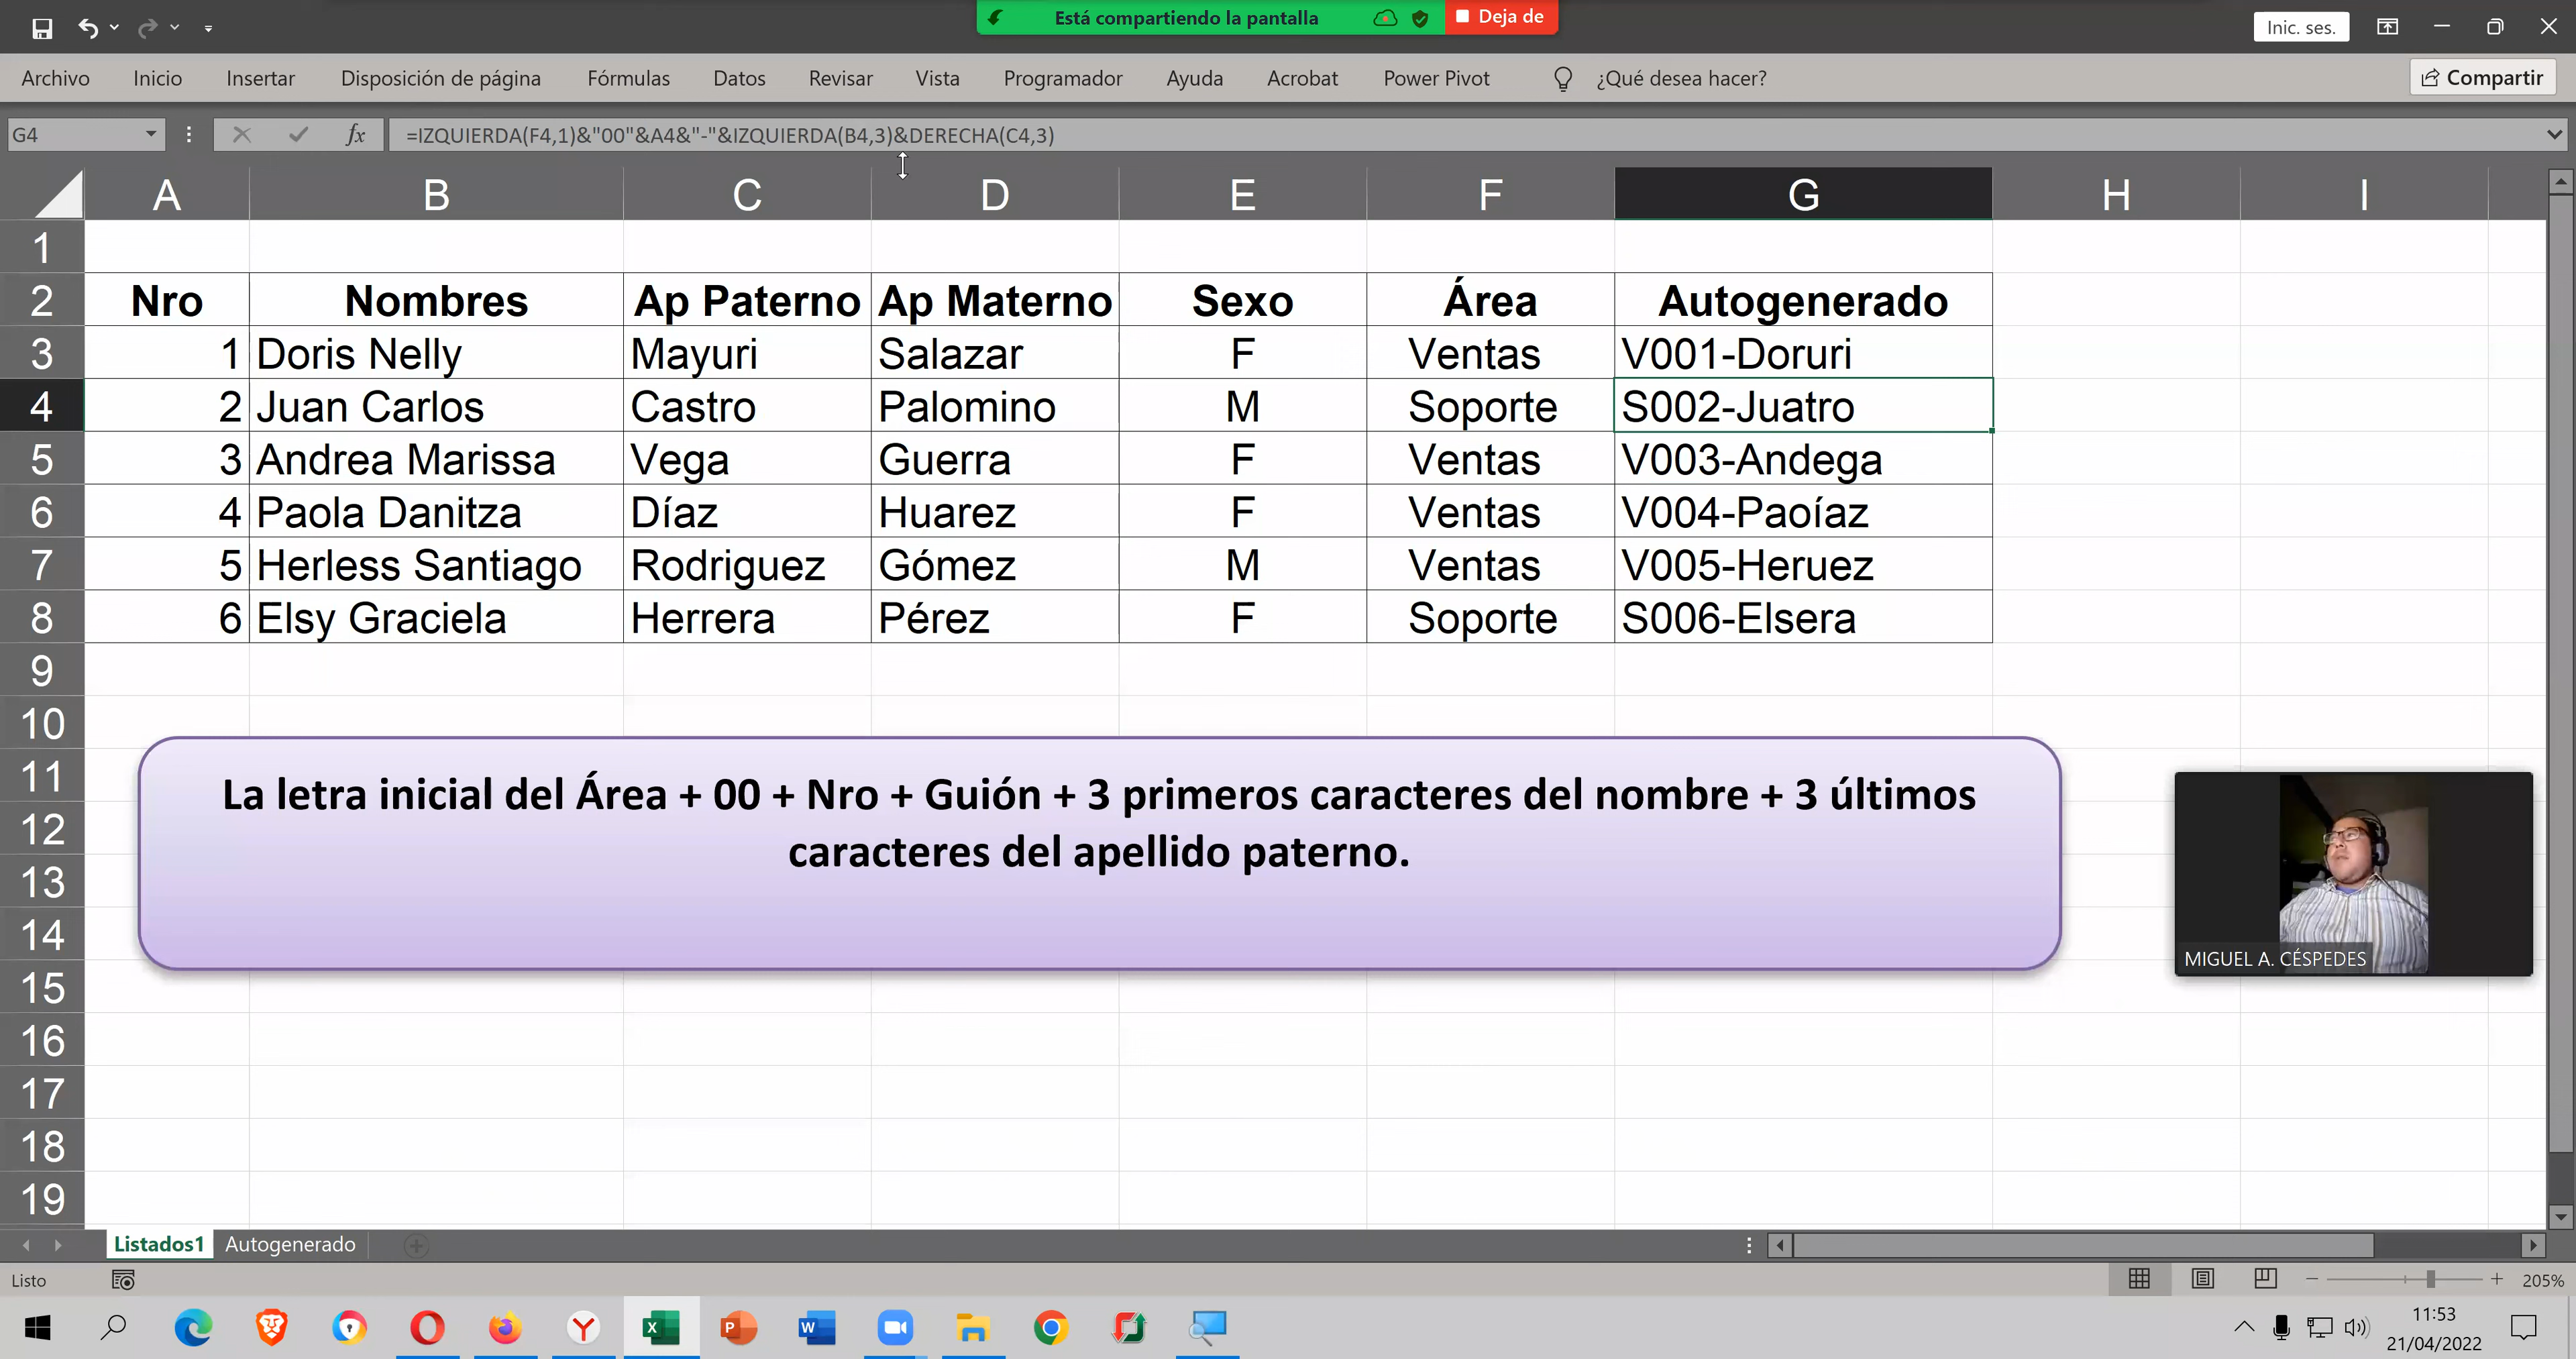 Está compartiendo la pantalla
Deja de
Inic. ses.
Archivo Inicio Insertar Disposición de página Fórmulas Datos Revisar Vista Programador Ayuda Acrobat Power Pivot ¿Qué desea hacer? Compartir
G4 fx =IZQUIERDA(F4,1)&"00"&A4&"-"&IZQUIERDA(B4,3)&DERECHA(C4,3)
A B C D E F G H I
1
2 Nro Nombres Ap Paterno Ap Materno Sexo Área Autogenerado
3 1 Doris Nelly Mayuri Salazar F Ventas V001-Doruri
4 2 Juan Carlos Castro Palomino M Soporte S002-Juatro
5 3 Andrea Marissa Vega Guerra F Ventas V003-Andega
6 4 Paola Danitza Díaz Huarez F Ventas V004-Paoíaz
7 5 Herless Santiago Rodriguez Gómez M Ventas V005-Heruez
8 6 Elsy Graciela Herrera Pérez F Soporte S006-Elsera
9
10
11
12
13
14
15
16
17
18
19
La letra inicial del Área + 00 + Nro + Guión + 3 primeros caracteres del nombre + 3 últimos
caracteres del apellido paterno.
MIGUEL A. CÉSPEDES
Listados1 Autogenerado
Listo
205%
11:53
21/04/2022